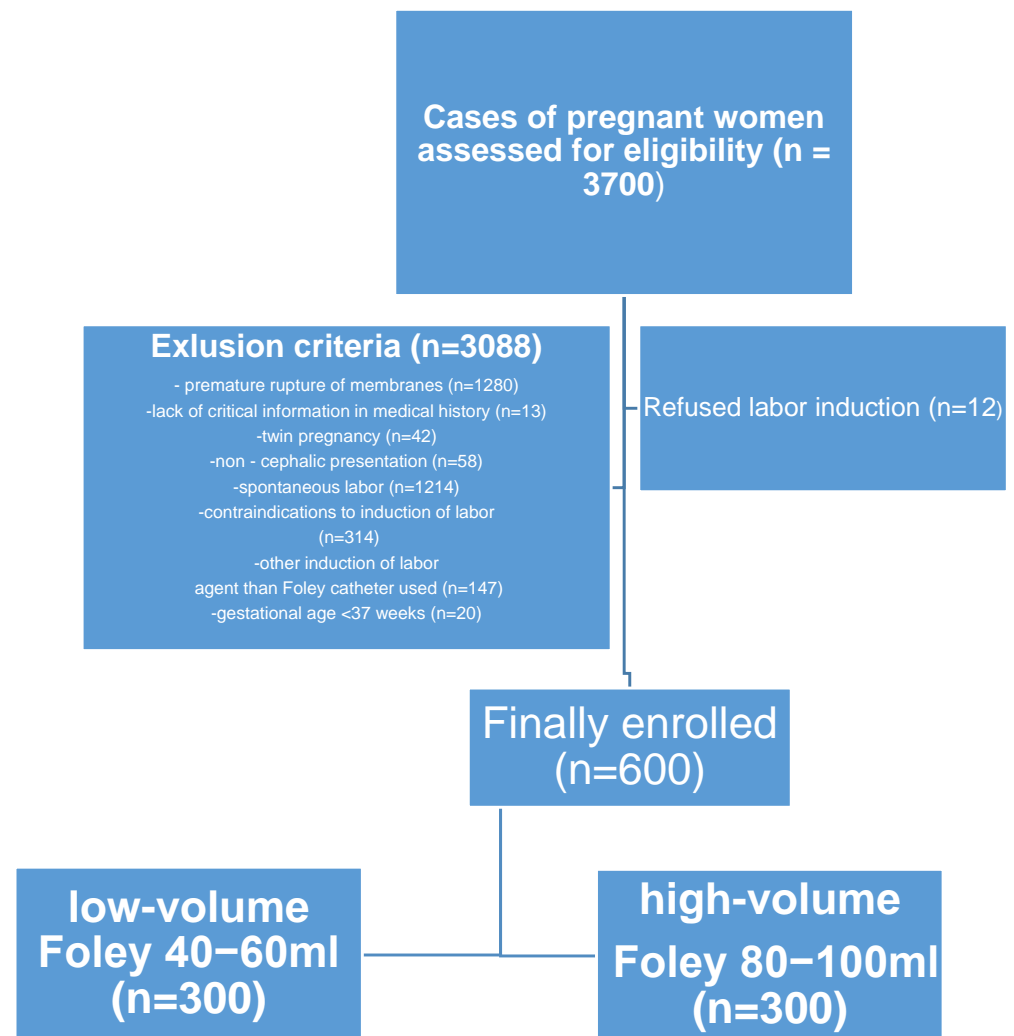 Cases of pregnant women
assessed for eligibility (n =
3700)
Exlusion criteria (n=3088)
- premature rupture of membranes (n=1280)
-lack of critical information in medical history (n=13)
-twin pregnancy (n=42)
-non - cephalic presentation (n=58)
-spontaneous labor (n=1214)
-contraindications to induction of labor
(n=314)
-other induction of labor
agent than Foley catheter used (n=147)
-gestational age <37 weeks (n=20)
Refused labor induction (n=12)
Finally enrolled
(n=600)
low-volume
Foley 40−60ml
(n=300)
high-volume
Foley 80−100ml
(n=300)